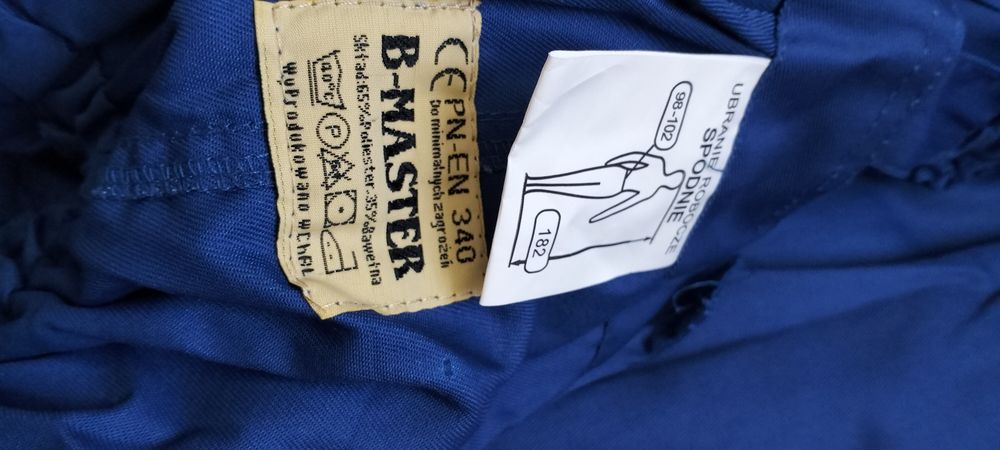 CE PN-EN 340
Do minimalnych zagrożeń
B-MASTER
Skład:65%Poliester·35%Bawełna
40°C P
wyProdukowano w ChRL
UBRANIE ROBOCZE
SPODNIE
98-102
182